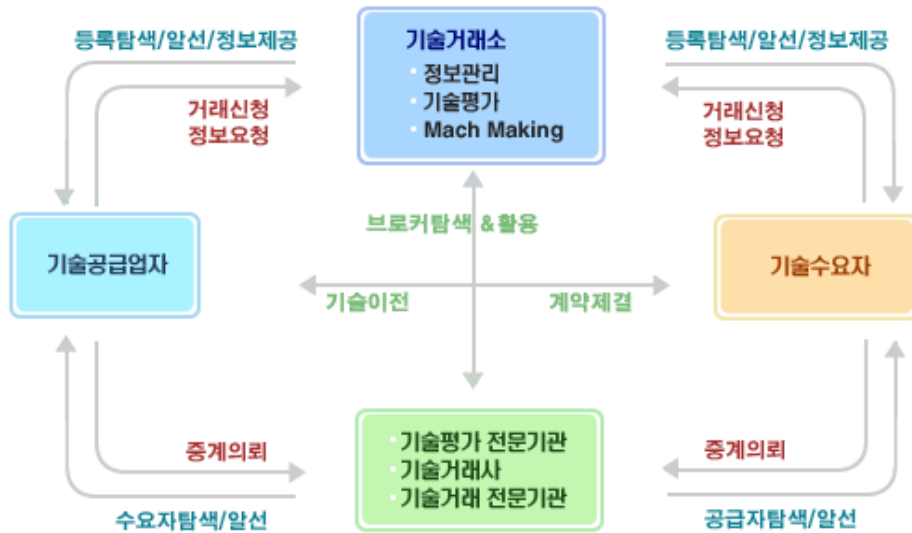 등록탐색/알선/정보제공
기술거래소
· 정보관리
· 기술평가
· Mach Making
등록탐색/알선/정보제공
거래신청
정보요청
거래신청
정보요청
브로커탐색 & 활용
기술공급업자
기술수요자
기슬이전
계약제결
· 기술평가 전문기관
· 기술거래사
· 기술거래 전문기관
중계의뢰
중계의뢰
수요자탐색/알선
공급자탐색/알선